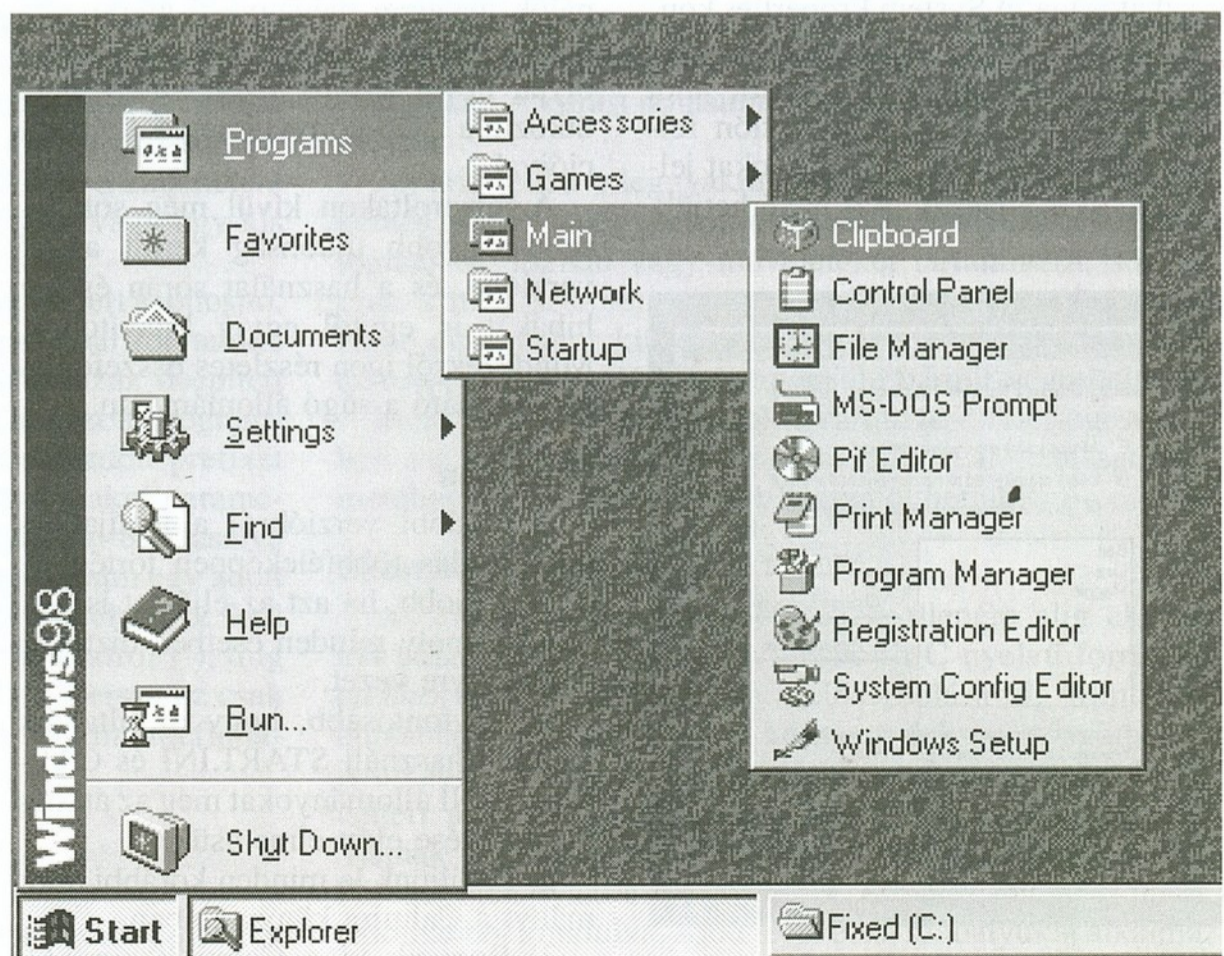 Programs
Favorites
Documents
Settings
Find
Help
Run...
Shut Down...
Windows98
Accessories
Games
Main
Network
Startup
Clipboard
Control Panel
File Manager
MS-DOS Prompt
Pif Editor
Print Manager
Program Manager
Registration Editor
System Config Editor
Windows Setup
Start
Explorer
Fixed (C:)